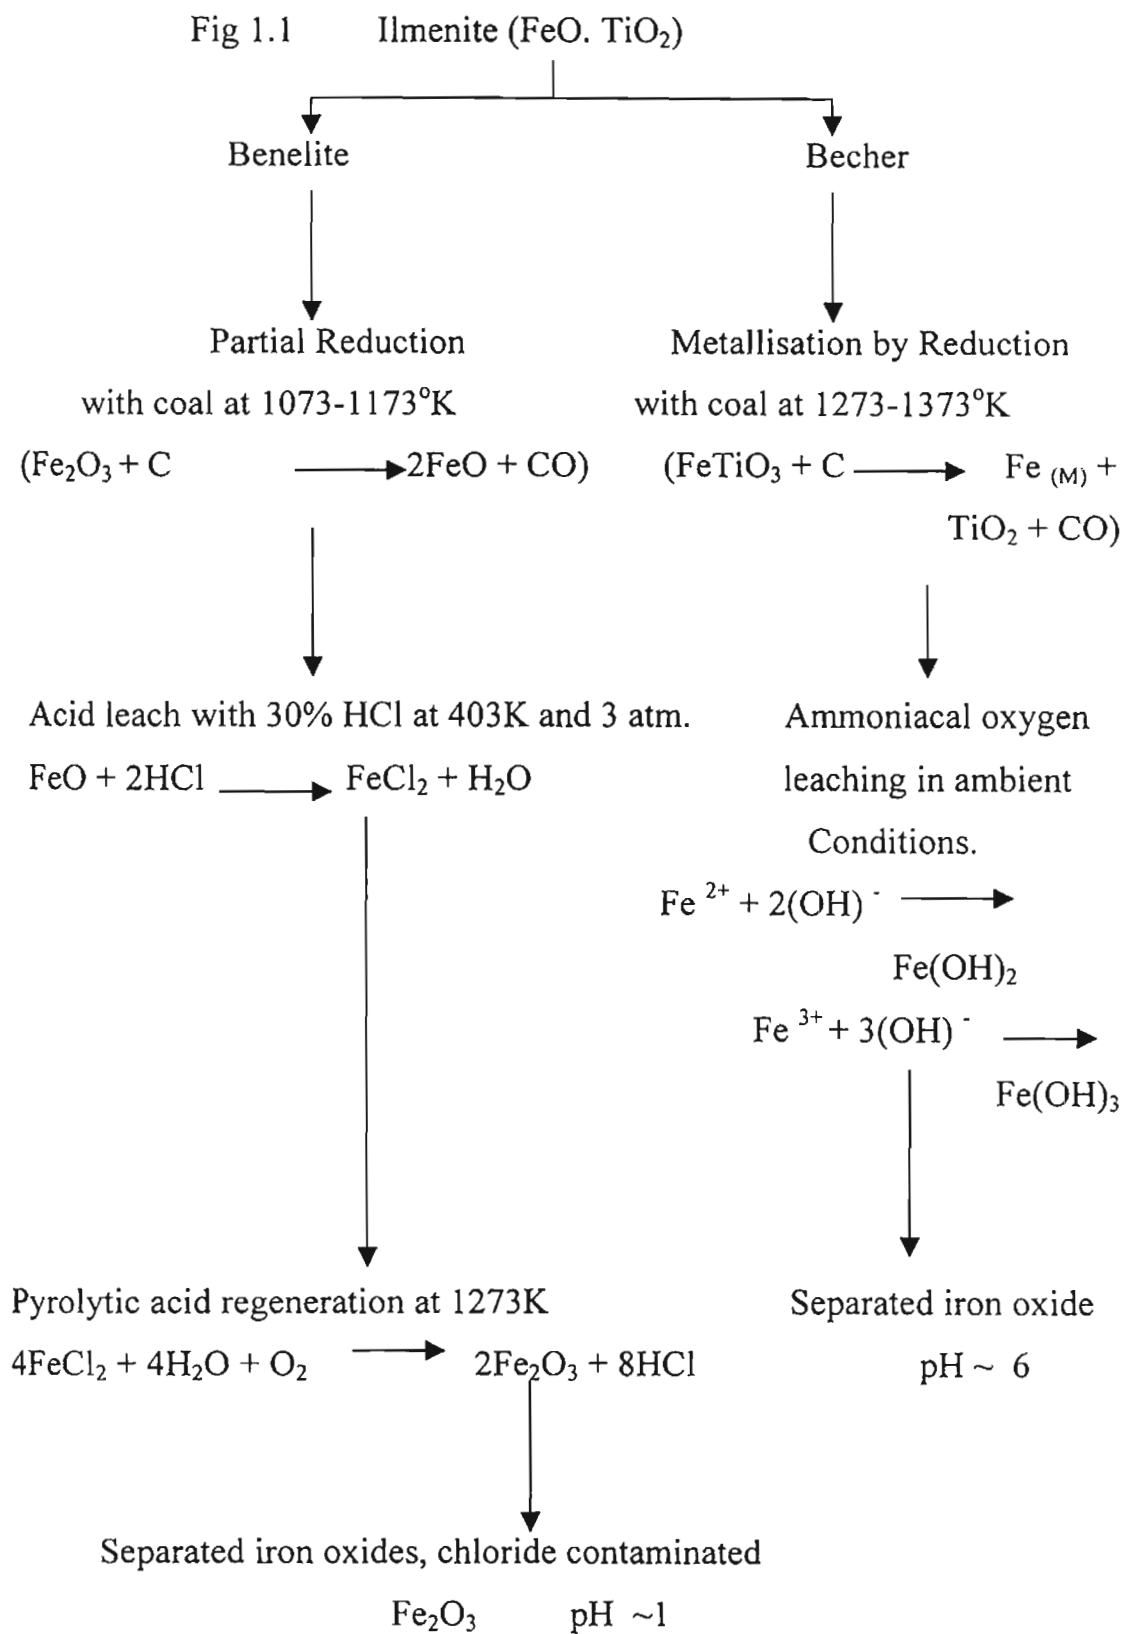 Fig 1.1 Ilmenite (FeO. TiO₂)
Benelite
Becher
Partial Reduction
with coal at 1073-1173°K
(Fe₂O₃ + C ⟶ 2FeO + CO)
Acid leach with 30% HCl at 403K and 3 atm.
FeO + 2HCl ⟶ FeCl₂ + H₂O
Pyrolytic acid regeneration at 1273K
4FeCl₂ + 4H₂O + O₂ ⟶ 2Fe₂O₃ + 8HCl
Separated iron oxides, chloride contaminated
Fe₂O₃ pH ~1
Metallisation by Reduction
with coal at 1273-1373°K
(FeTiO₃ + C ⟶ Fe (M) +
TiO₂ + CO)
Ammoniacal oxygen
leaching in ambient
Conditions.
Fe ²⁺ + 2(OH) ⁻ ⟶
Fe(OH)₂
Fe ³⁺ + 3(OH) ⁻ ⟶
Fe(OH)₃
Separated iron oxide
pH ~ 6